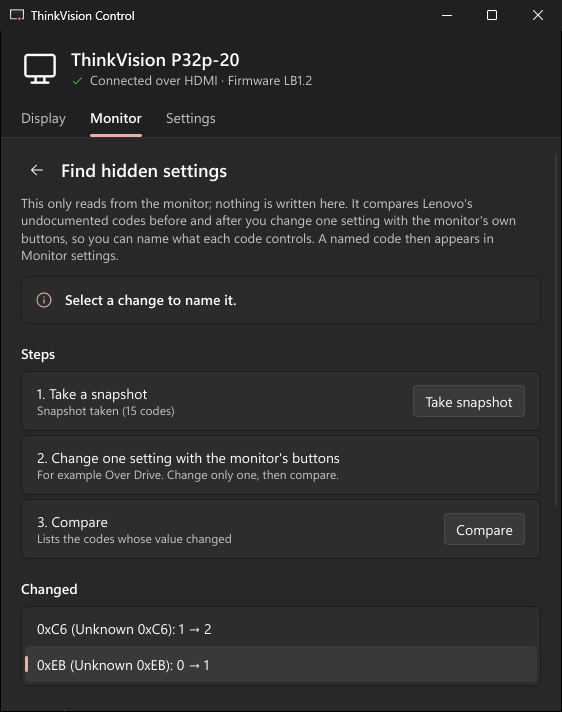 ThinkVision Control
ThinkVision P32p-20
Connected over HDMI · Firmware LB1.2
Display Monitor Settings
Find hidden settings
This only reads from the monitor; nothing is written here. It compares Lenovo's
undocumented codes before and after you change one setting with the monitor's own
buttons, so you can name what each code controls. A named code then appears in
Monitor settings.
Select a change to name it.
Steps
1. Take a snapshot
Snapshot taken (15 codes)
Take snapshot
2. Change one setting with the monitor's buttons
For example Over Drive. Change only one, then compare.
3. Compare
Lists the codes whose value changed
Compare
Changed
0xC6 (Unknown 0xC6): 1 → 2
0xEB (Unknown 0xEB): 0 → 1